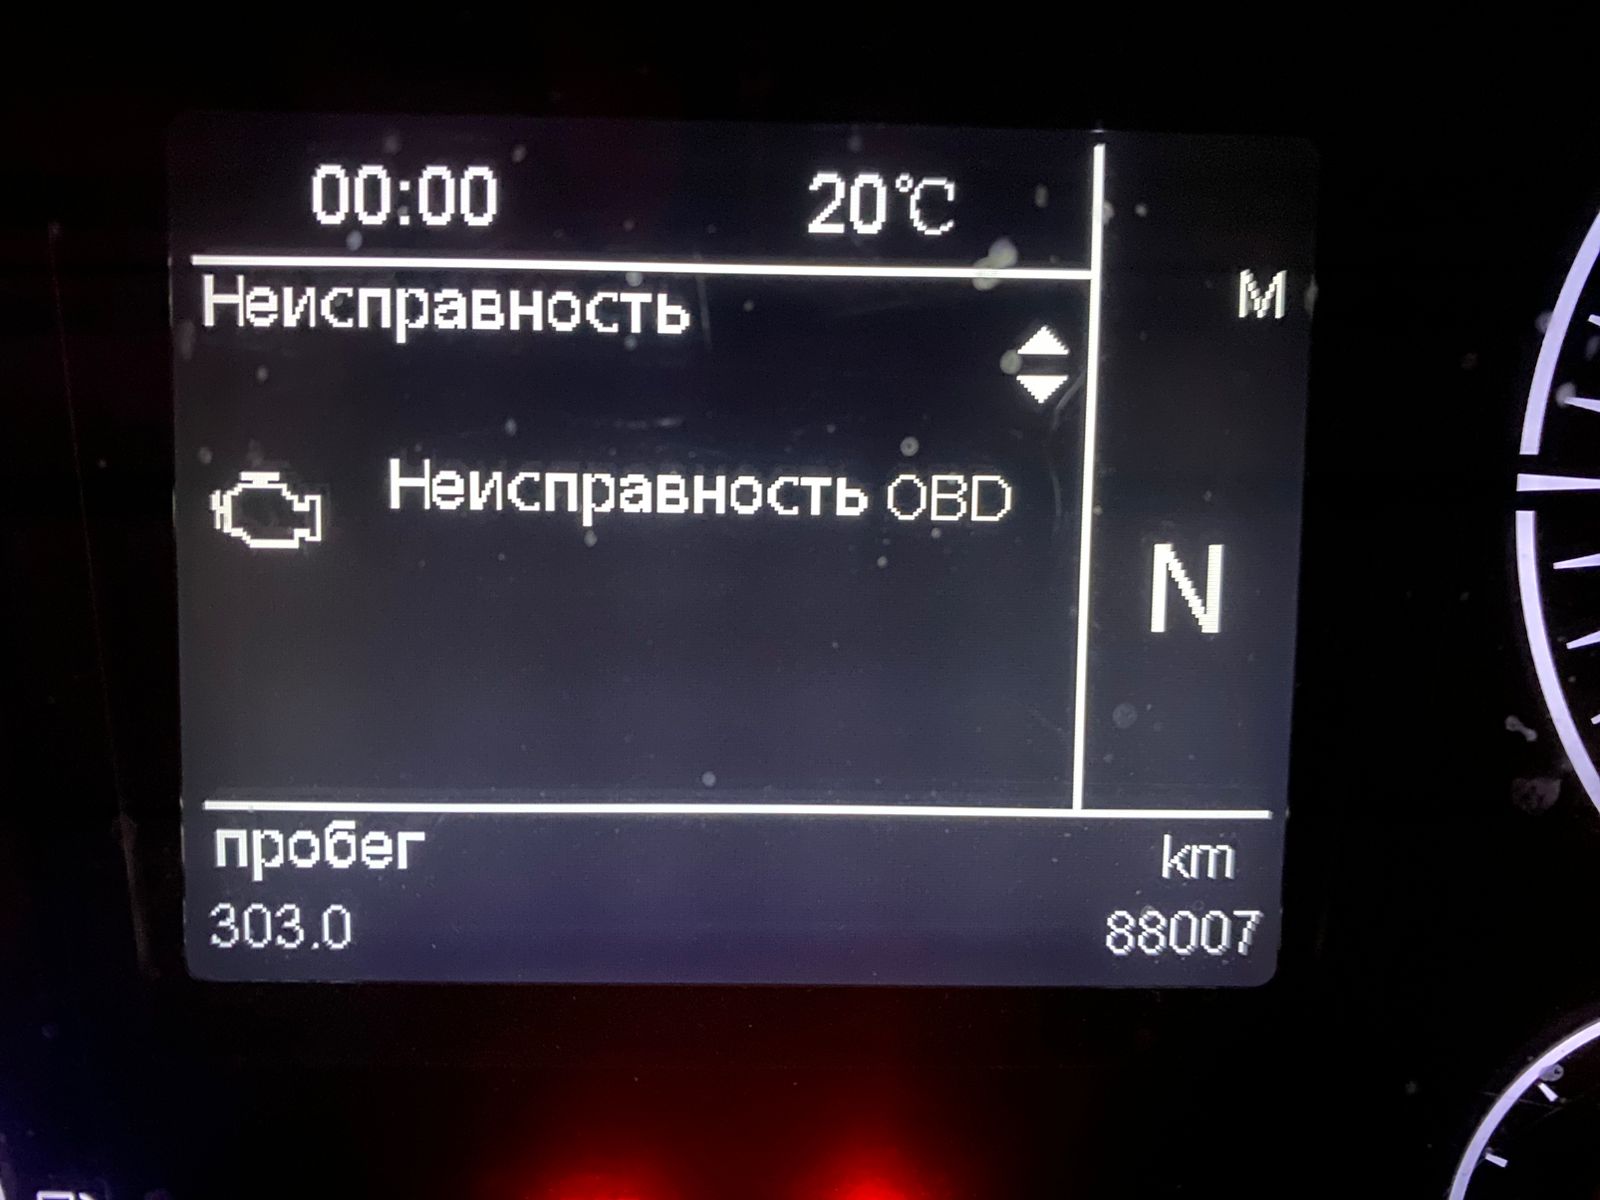 00:00 20°C
Неисправность
M
Неисправность OBD
N
пробег km
303.0 88007